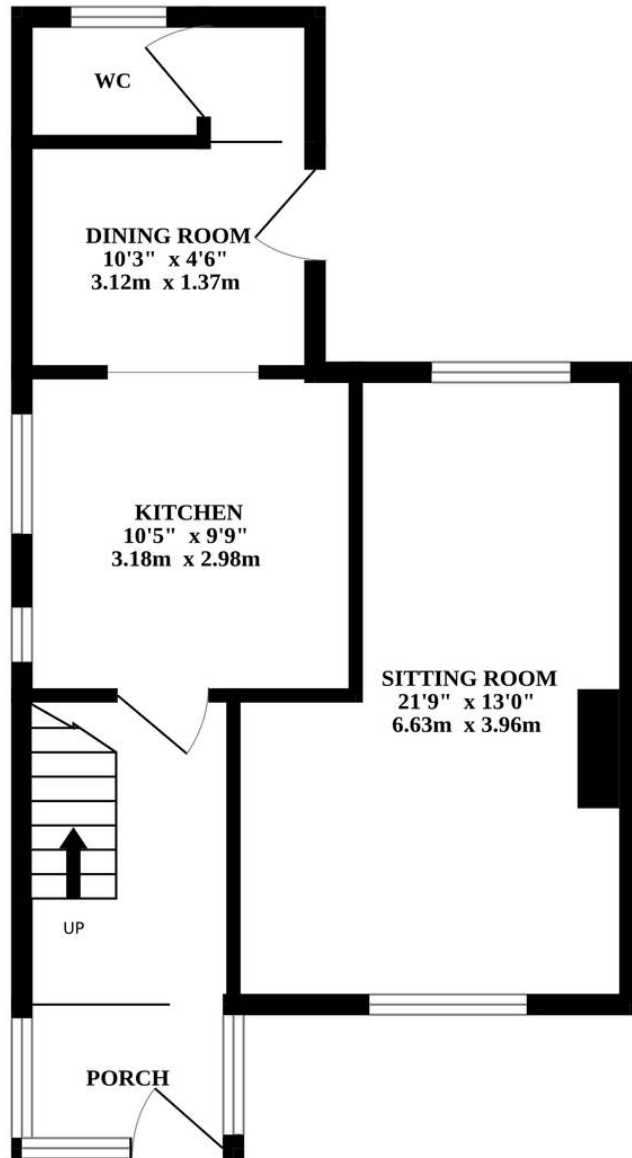 WC
DINING ROOM
10'3" x 4'6"
3.12m x 1.37m
KITCHEN
10'5" x 9'9"
3.18m x 2.98m
SITTING ROOM
21'9" x 13'0"
6.63m x 3.96m
UP
PORCH